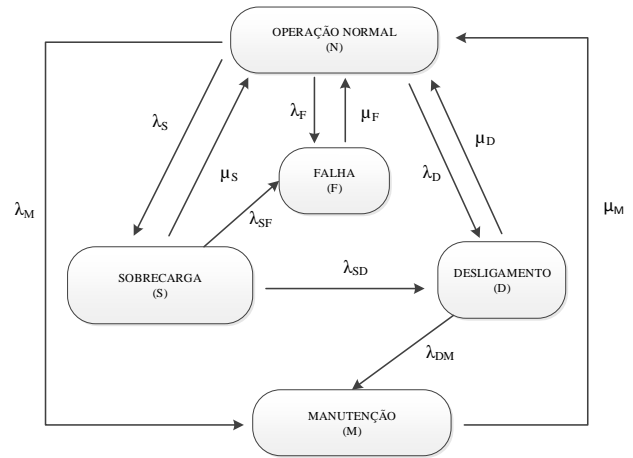 OPERAÇÃO NORMAL
(N)
λS
λF
μF
μD
μS
FALHA
(F)
λD
λM
λSF
μM
SOBRECARGA
(S)
λSD
DESLIGAMENTO
(D)
λDM
MANUTENÇÃO
(M)